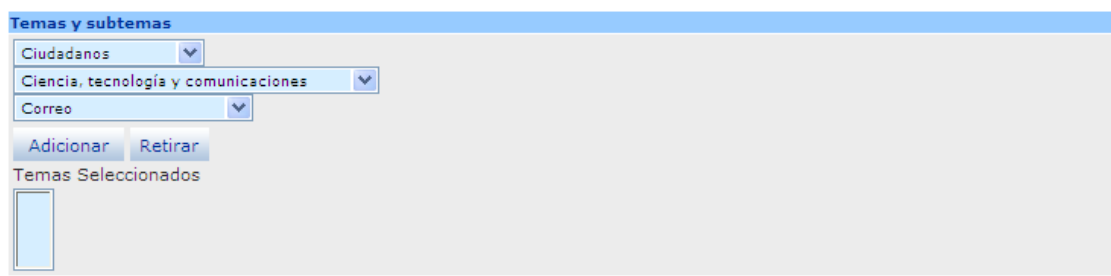 Temas y subtemas
Ciudadanos
Ciencia, tecnología y comunicaciones
Correo
Adicionar Retirar
Temas Seleccionados